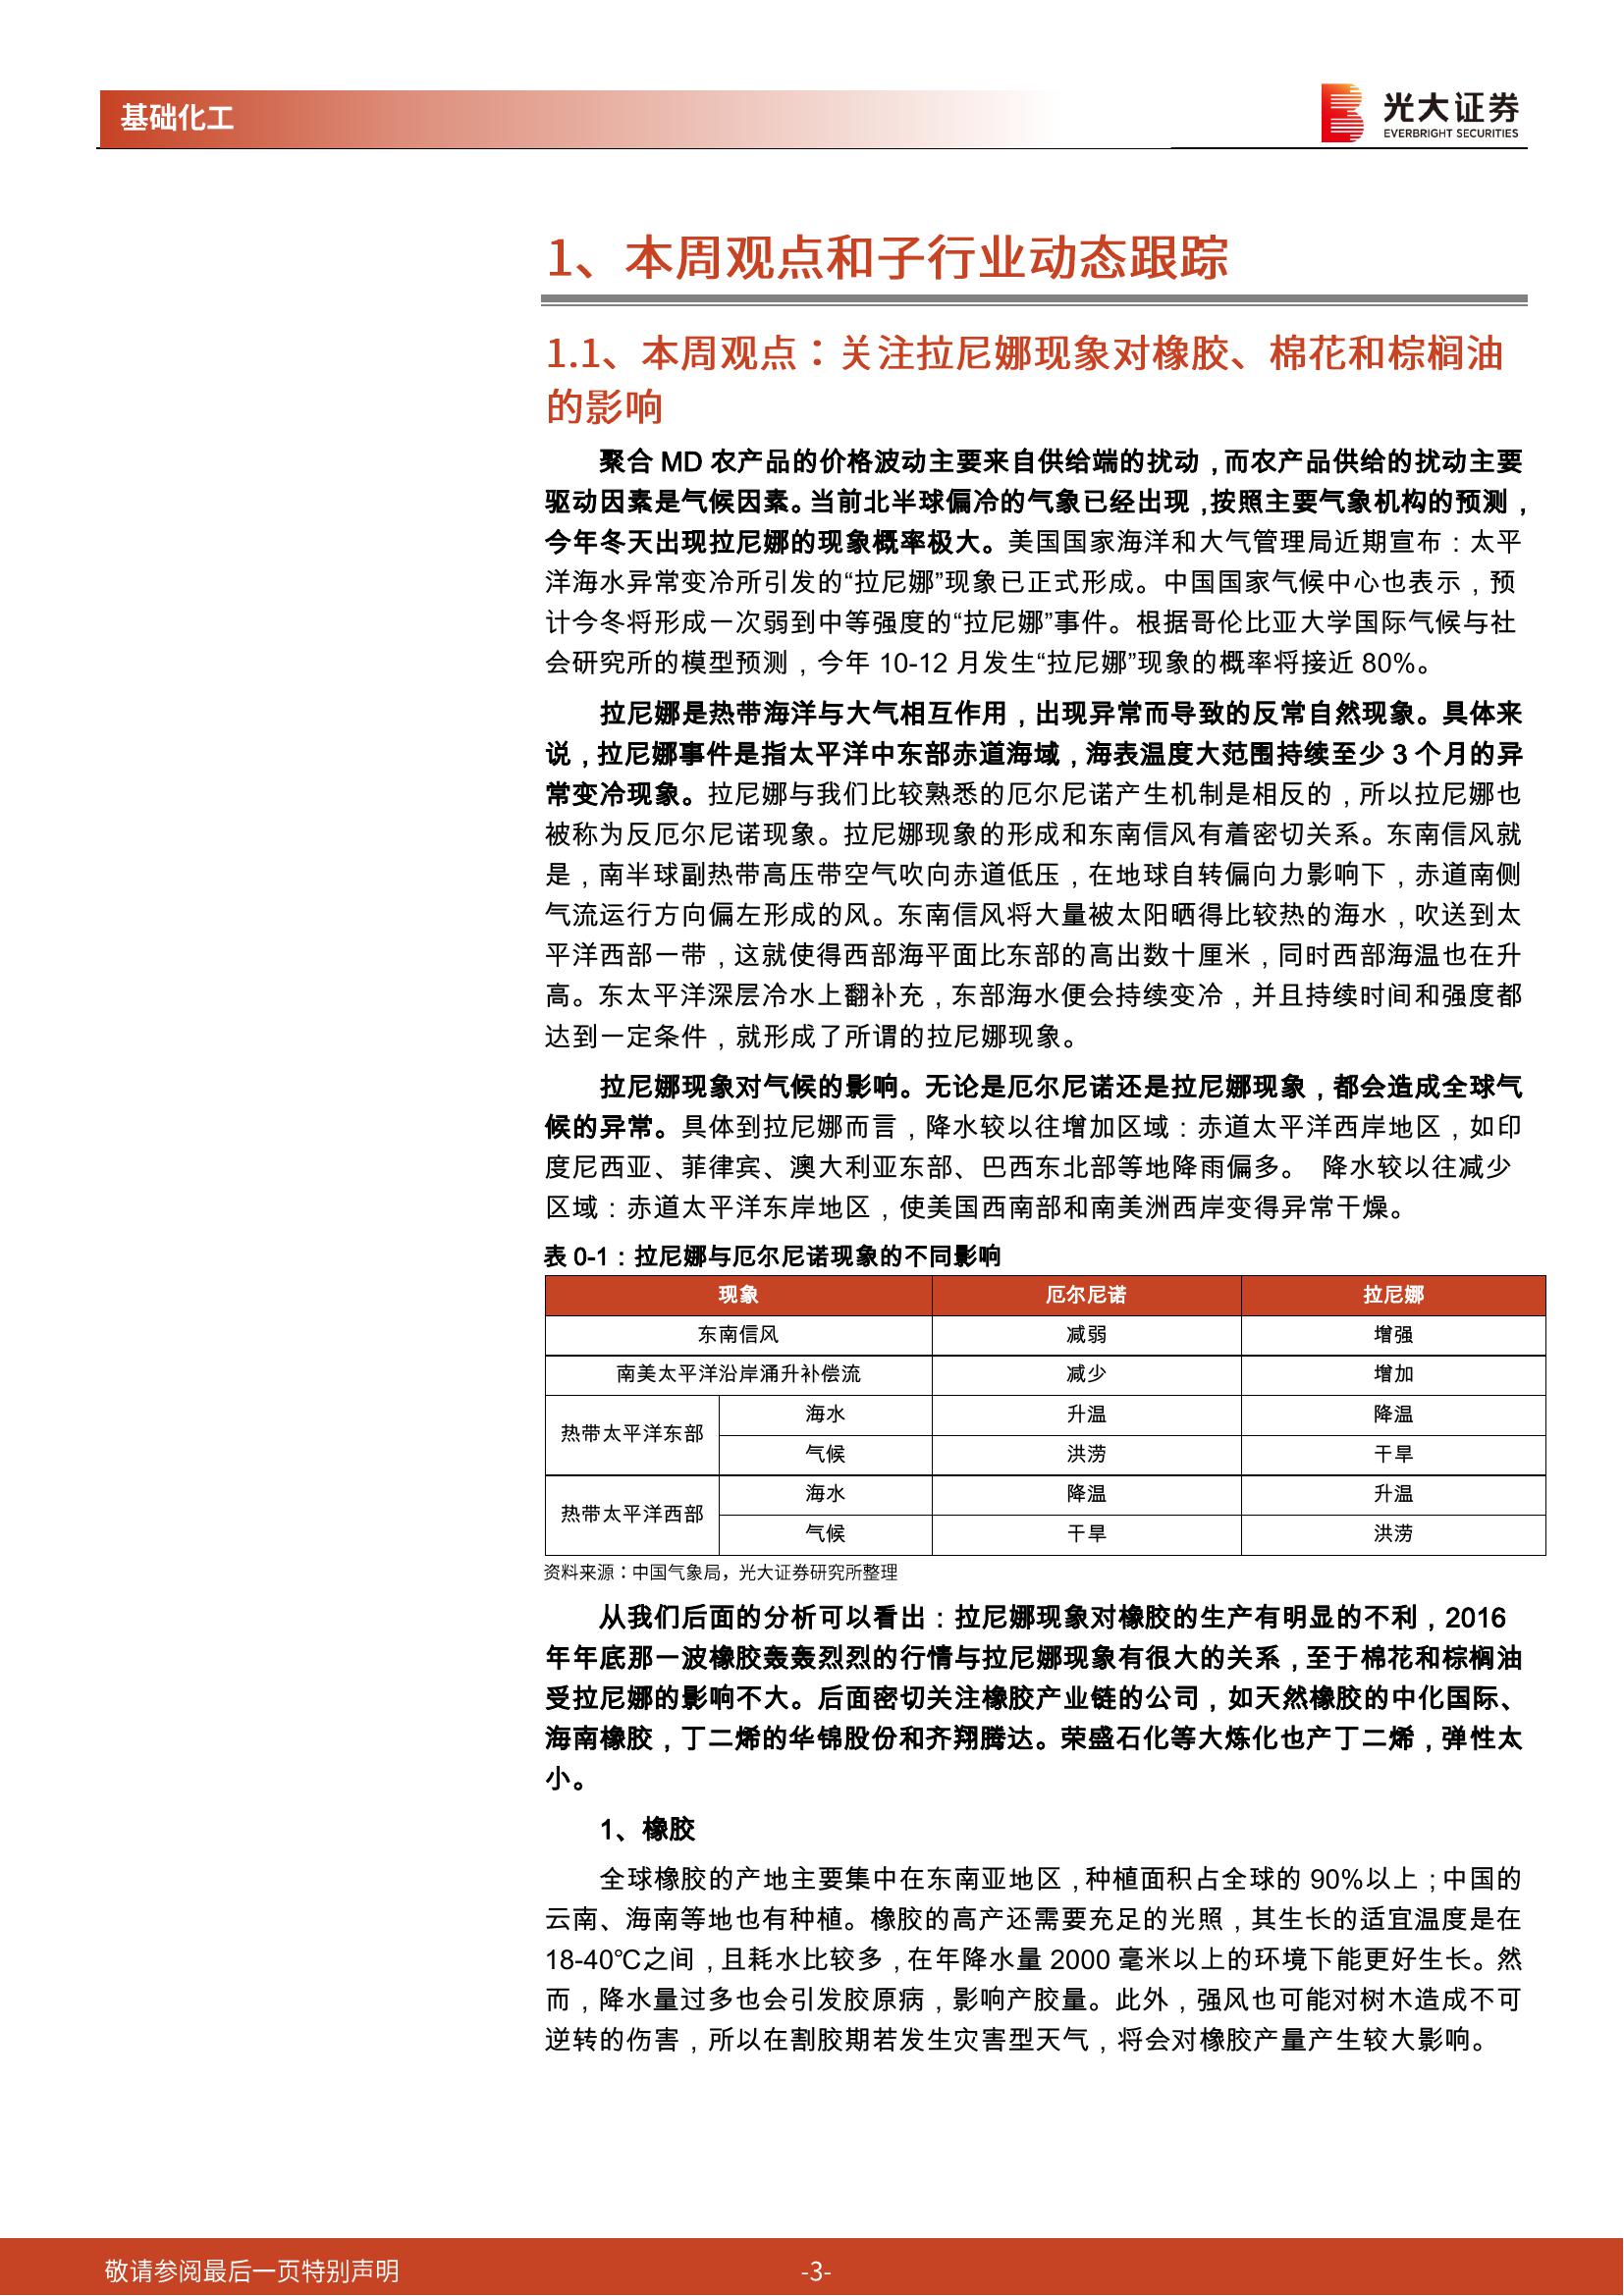 基础化工
光大证券
EVERBRIGHT SECURITIES
1、本周观点和子行业动态跟踪
1.1、本周观点：关注拉尼娜现象对橡胶、棉花和棕榈油
的影响
聚合 MD 农产品的价格波动主要来自供给端的扰动，而农产品供给的扰动主要
驱动因素是气候因素。当前北半球偏冷的气象已经出现，按照主要气象机构的预测，
今年冬天出现拉尼娜的现象概率极大。美国国家海洋和大气管理局近期宣布：太平
洋海水异常变冷所引发的“拉尼娜”现象已正式形成。中国国家气候中心也表示，预
计今冬将形成一次弱到中等强度的“拉尼娜”事件。根据哥伦比亚大学国际气候与社
会研究所的模型预测，今年 10-12 月发生“拉尼娜”现象的概率将接近 80%。
拉尼娜是热带海洋与大气相互作用，出现异常而导致的反常自然现象。具体来
说，拉尼娜事件是指太平洋中东部赤道海域，海表温度大范围持续至少 3 个月的异
常变冷现象。拉尼娜与我们比较熟悉的厄尔尼诺产生机制是相反的，所以拉尼娜也
被称为反厄尔尼诺现象。拉尼娜现象的形成和东南信风有着密切关系。东南信风就
是，南半球副热带高压带空气吹向赤道低压，在地球自转偏向力影响下，赤道南侧
气流运行方向偏左形成的风。东南信风将大量被太阳晒得比较热的海水，吹送到太
平洋西部一带，这就使得西部海平面比东部的高出数十厘米，同时西部海温也在升
高。东太平洋深层冷水上翻补充，东部海水便会持续变冷，并且持续时间和强度都
达到一定条件，就形成了所谓的拉尼娜现象。
拉尼娜现象对气候的影响。无论是厄尔尼诺还是拉尼娜现象，都会造成全球气
候的异常。具体到拉尼娜而言，降水较以往增加区域：赤道太平洋西岸地区，如印
度尼西亚、菲律宾、澳大利亚东部、巴西东北部等地降雨偏多。 降水较以往减少
区域：赤道太平洋东岸地区，使美国西南部和南美洲西岸变得异常干燥。
表 0-1：拉尼娜与厄尔尼诺现象的不同影响
现象 厄尔尼诺 拉尼娜
东南信风 减弱 增强
南美太平洋沿岸涌升补偿流 减少 增加
热带太平洋东部 海水 升温 降温
气候 洪涝 干旱
热带太平洋西部 海水 降温 升温
气候 干旱 洪涝
资料来源：中国气象局，光大证券研究所整理
从我们后面的分析可以看出：拉尼娜现象对橡胶的生产有明显的不利，2016
年年底那一波橡胶轰轰烈烈的行情与拉尼娜现象有很大的关系，至于棉花和棕榈油
受拉尼娜的影响不大。后面密切关注橡胶产业链的公司，如天然橡胶的中化国际、
海南橡胶，丁二烯的华锦股份和齐翔腾达。荣盛石化等大炼化也产丁二烯，弹性太
小。
1、橡胶
全球橡胶的产地主要集中在东南亚地区，种植面积占全球的 90%以上；中国的
云南、海南等地也有种植。橡胶的高产还需要充足的光照，其生长的适宜温度是在
18-40℃之间，且耗水比较多，在年降水量 2000 毫米以上的环境下能更好生长。然
而，降水量过多也会引发胶原病，影响产胶量。此外，强风也可能对树木造成不可
逆转的伤害，所以在割胶期若发生灾害型天气，将会对橡胶产量产生较大影响。
敬请参阅最后一页特别声明
-3-